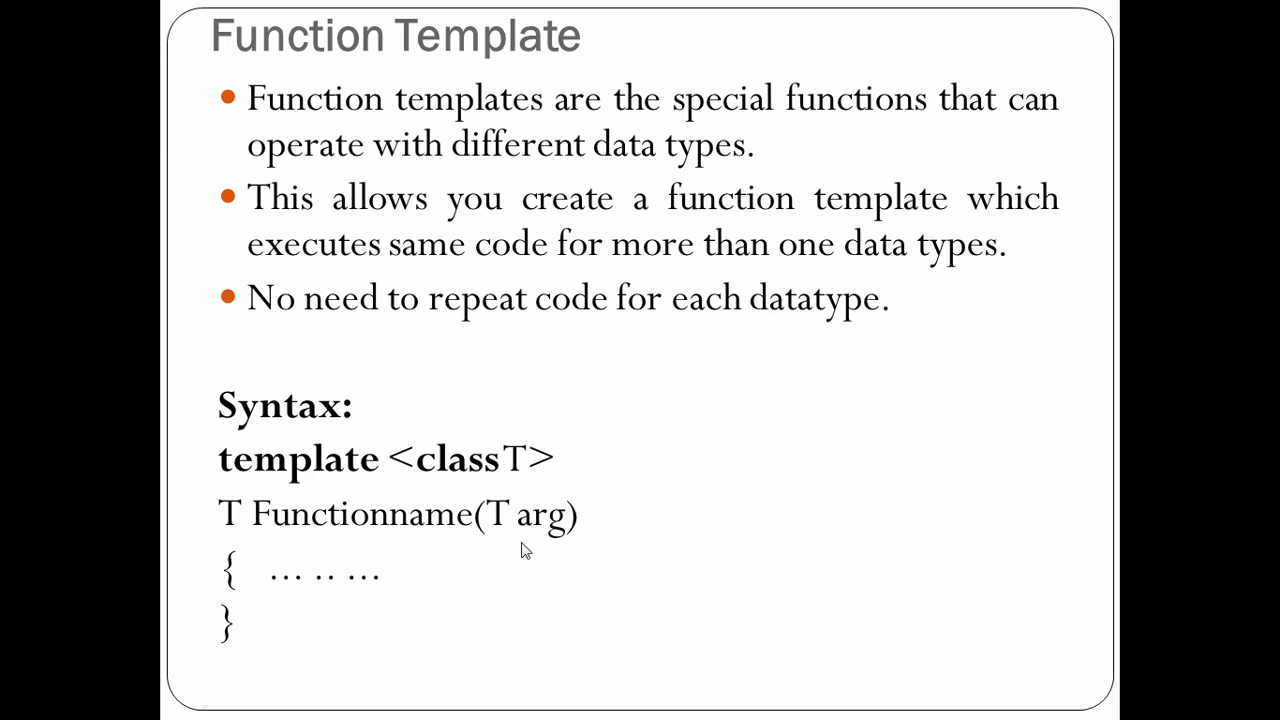 Function Template
Function templates are the special functions that can
operate with different data types.
This allows you create a function template which
executes same code for more than one data types.
No need to repeat code for each datatype.
Syntax:
template <class T>
T Functionname(T arg)
{ ... .. ...
}